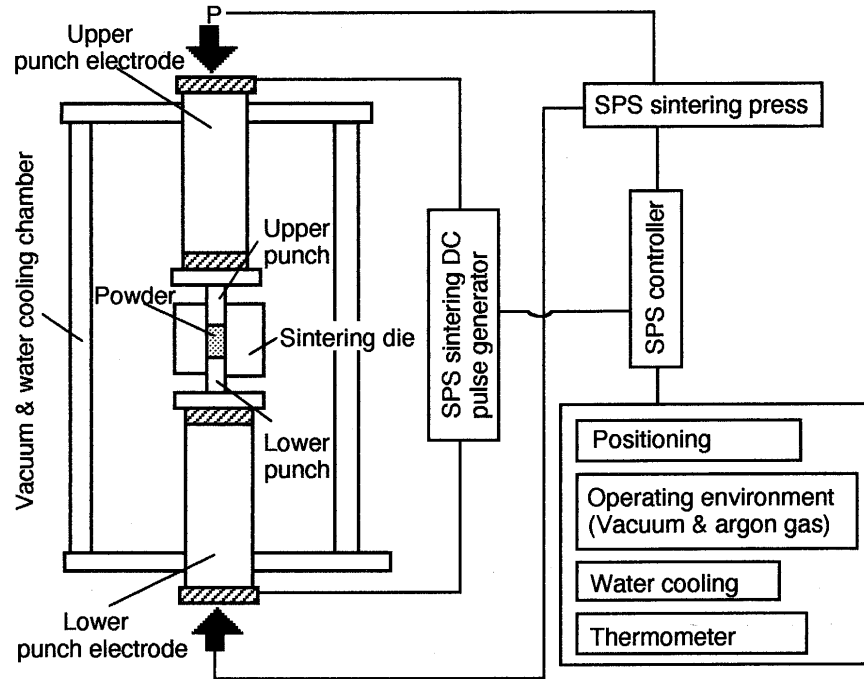 P
Upper
punch electrode
SPS sintering press
Vacuum & water cooling chamber
Upper
punch
Powder
Sintering die
SPS sintering DC
pulse generator
SPS controller
Lower
punch
Positioning
Operating environment
(Vacuum & argon gas)
Water cooling
Thermometer
Lower
punch electrode